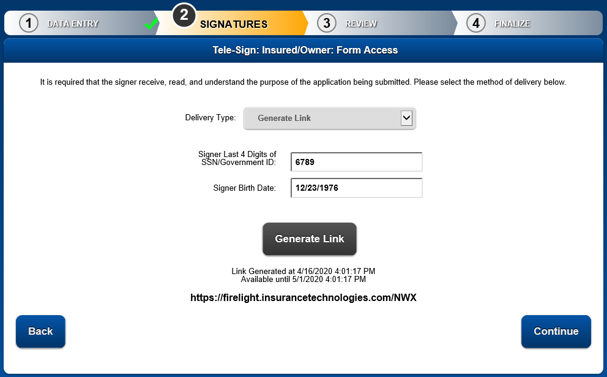 1 DATA ENTRY 2 SIGNATURES 3 REVIEW 4 FINALIZE
Tele-Sign: Insured/Owner: Form Access
It is required that the signer receive, read, and understand the purpose of the application being submitted. Please select the method of delivery below.
Delivery Type: Generate Link
Signer Last 4 Digits of
SSN/Government ID: 6789
Signer Birth Date: 12/23/1976
Generate Link
Link Generated at 4/16/2020 4:01:17 PM
Available until 5/1/2020 4:01:17 PM
https://firelight.insurancetechnologies.com/NWX
Back Continue